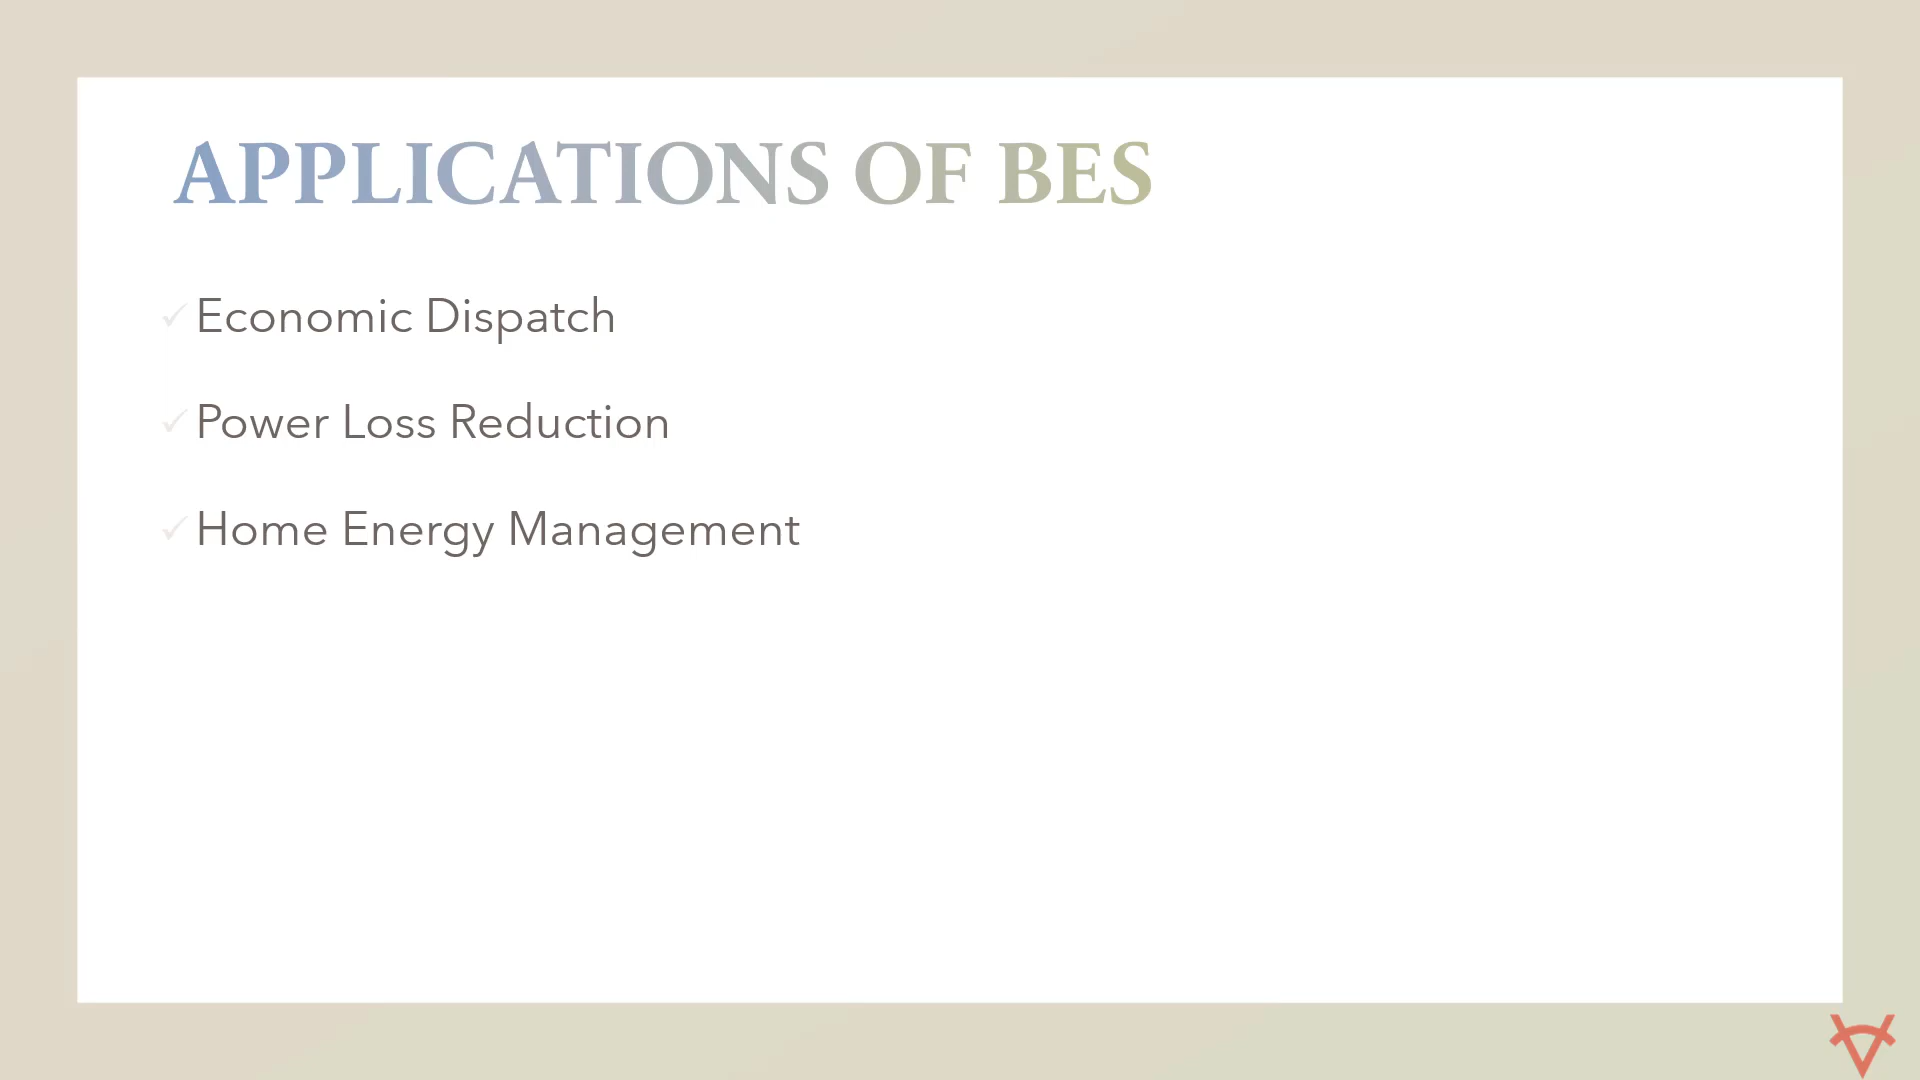 APPLICATIONS OF BES
Economic Dispatch
Power Loss Reduction
Home Energy Management